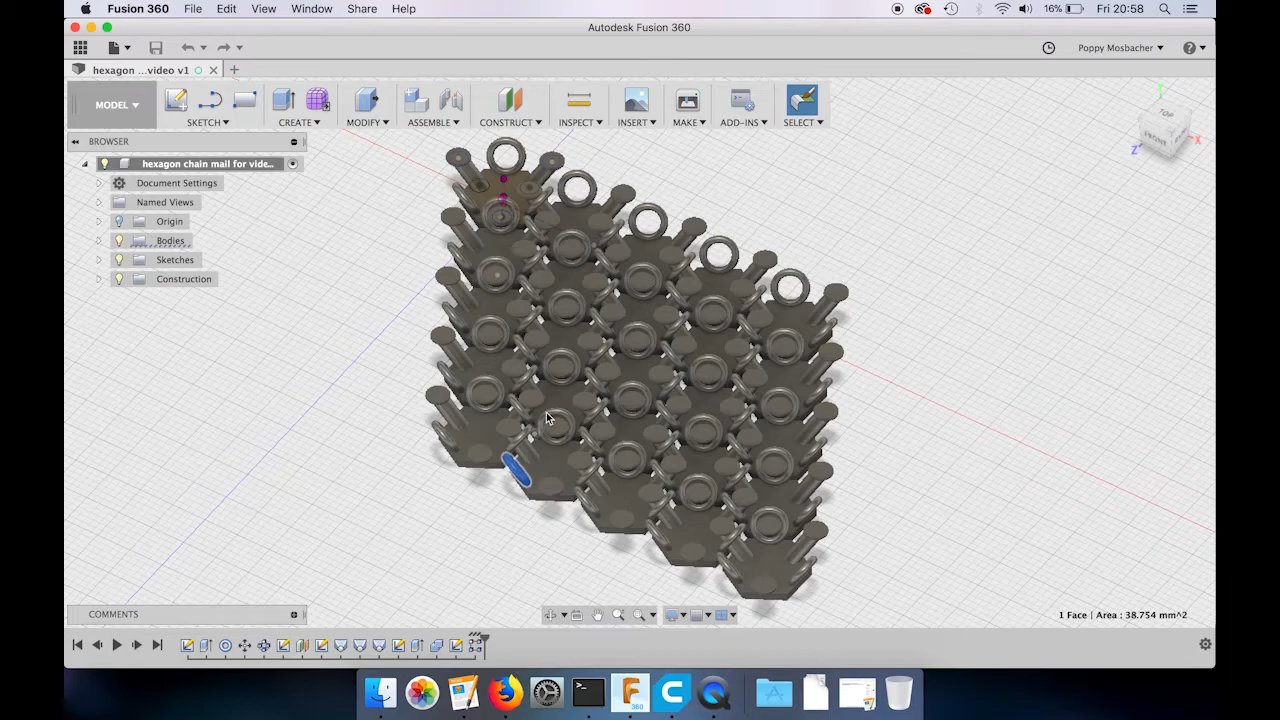 Fusion 360 File Edit View Window Share Help 16% Fri 20:58
Autodesk Fusion 360
Poppy Mosbacher
hexagon ...video v1
MODEL
SKETCH CREATE MODIFY ASSEMBLE CONSTRUCT INSPECT INSERT MAKE ADD-INS SELECT
BROWSER
hexagon chain mail for vide...
Document Settings
Named Views
Origin
Bodies
Sketches
Construction
TOP
FRONT
X
Y
Z
COMMENTS
1 Face | Area : 38.754 mm^2
F
360